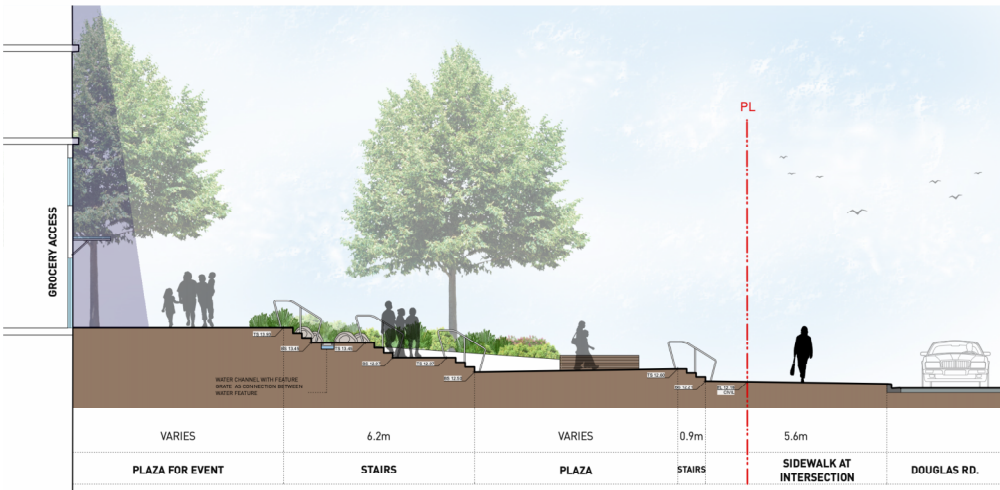 PL
GROCERY ACCESS
WATER CHANNEL WITH FEATURE
GRATE AS CONNECTION BETWEEN
WATER FEATURE
VARIES
6.2m
VARIES
0.9m
5.6m
PLAZA FOR EVENT
STAIRS
PLAZA
STAIRS
SIDEWALK AT
INTERSECTION
DOUGLAS RD.